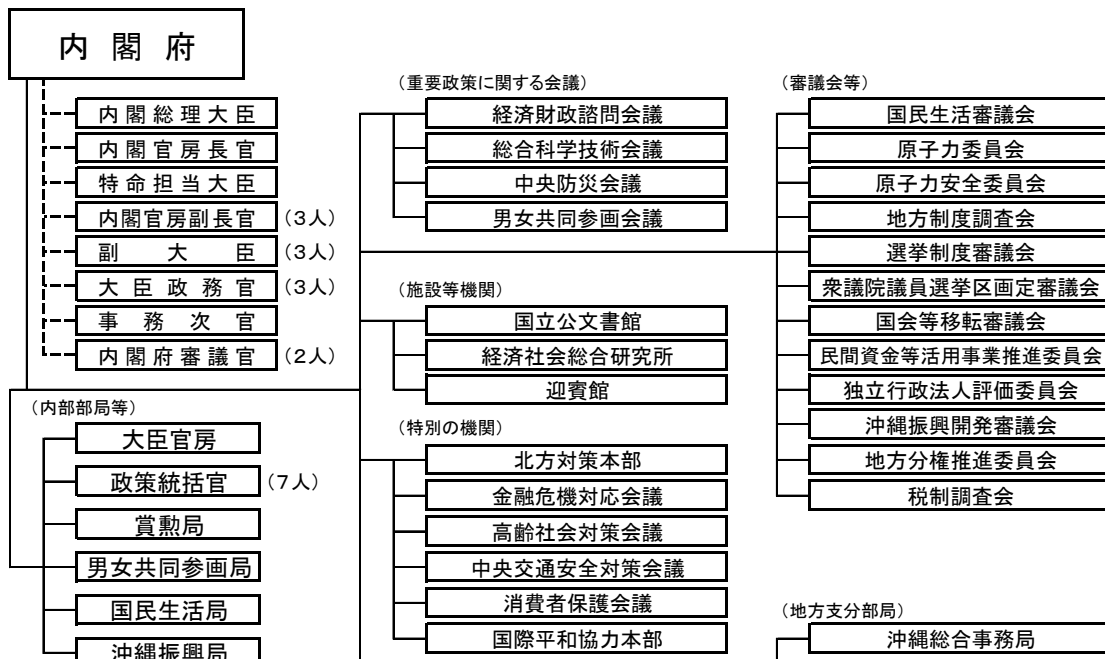 内閣府
内閣総理大臣
内閣官房長官
特命担当大臣
内閣官房副長官 （３人）
副大臣 （３人）
大臣政務官 （３人）
事務次官
内閣府審議官 （２人）
（内部部局等）
大臣官房
政策統括官 （７人）
賞勲局
男女共同参画局
国民生活局
沖縄振興局
（重要政策に関する会議）
経済財政諮問会議
総合科学技術会議
中央防災会議
男女共同参画会議
（施設等機関）
国立公文書館
経済社会総合研究所
迎賓館
（特別の機関）
北方対策本部
金融危機対応会議
高齢社会対策会議
中央交通安全対策会議
消費者保護会議
国際平和協力本部
（審議会等）
国民生活審議会
原子力委員会
原子力安全委員会
地方制度調査会
選挙制度審議会
衆議院議員選挙区画定審議会
国会等移転審議会
民間資金等活用事業推進委員会
独立行政法人評価委員会
沖縄振興開発審議会
地方分権推進委員会
税制調査会
（地方支分部局）
沖縄総合事務局